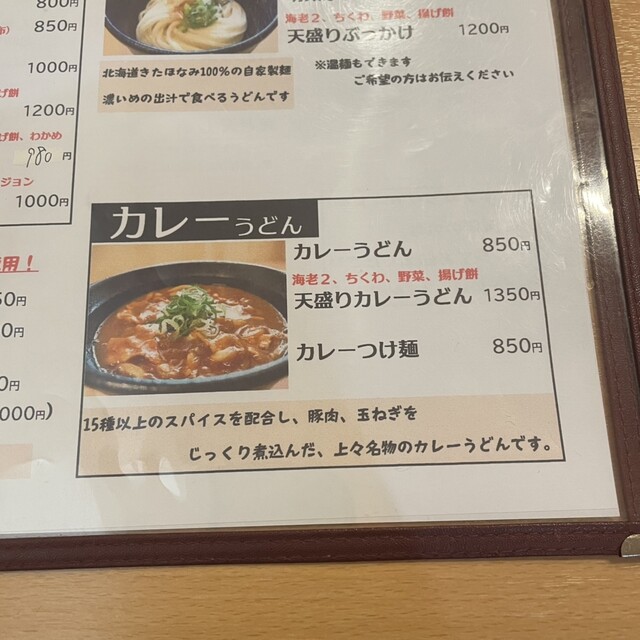 800円
850円
1000円
げ餅
1200円
げ餅、わかめ
980 円
ジョン
1000円
用！
50円
0円
0円
000円)
海老２、ちくわ、野菜、揚げ餅
天盛りぶっかけ 1200円
※温麺もできます
ご希望の方はお伝えください
北海道きたほなみ100%の自家製麺
濃いめの出汁で食べるうどんです
カレーうどん
カレーうどん 850円
海老２、ちくわ、野菜、揚げ餅
天盛りカレーうどん 1350円
カレーつけ麺 850円
15種以上のスパイスを配合し、豚肉、玉ねぎを
じっくり煮込んだ、上々名物のカレーうどんです。